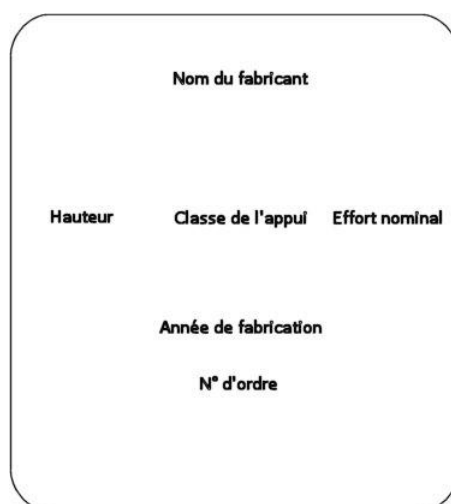 Nom du fabricant
Hauteur Classe de l'appui Effort nominal
Année de fabrication
N° d'ordre